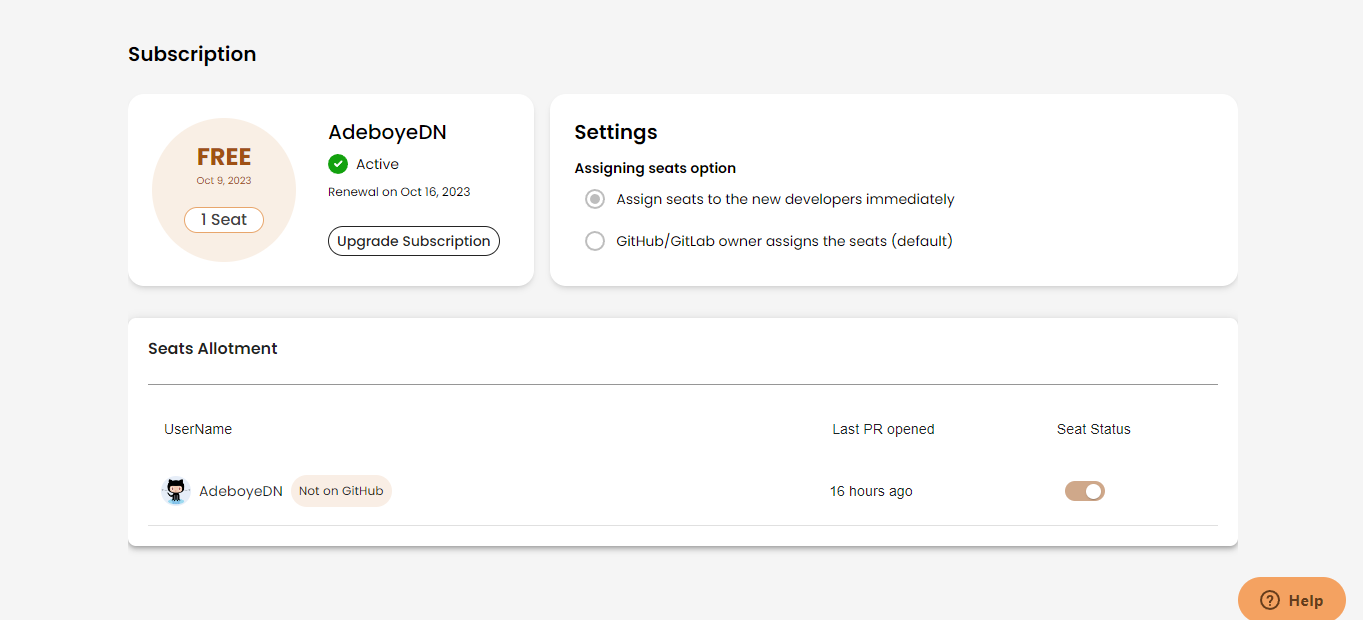 Subscription
FREE
Oct 9, 2023
1 Seat
AdeboyeDN
Active
Renewal on Oct 16, 2023
Upgrade Subscription
Settings
Assigning seats option
Assign seats to the new developers immediately
GitHub/GitLab owner assigns the seats (default)
Seats Allotment
UserName Last PR opened Seat Status
AdeboyeDN Not on GitHub 16 hours ago
Help